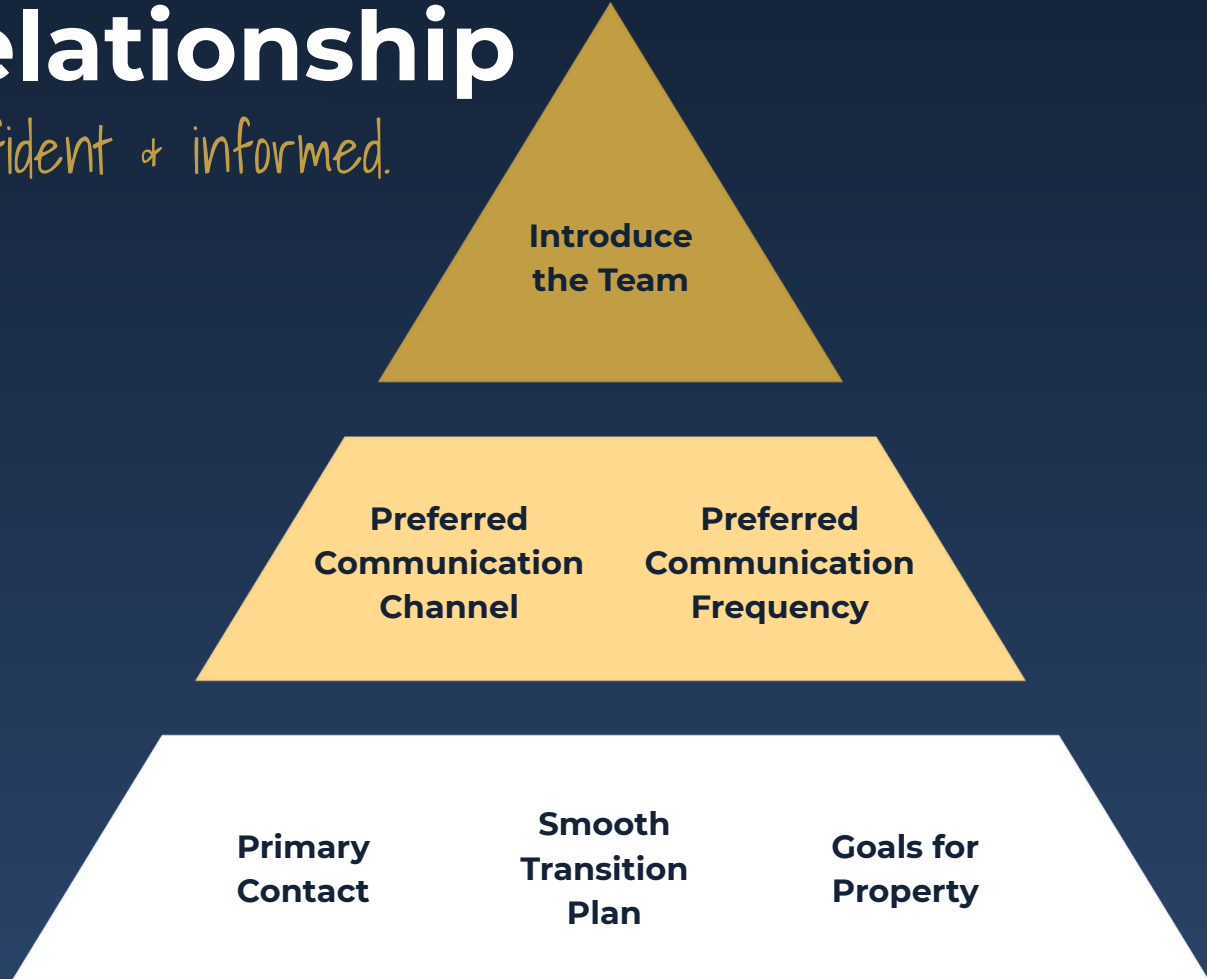 elationship
fident & informed.
Introduce
the Team
Preferred
Communication
Channel
Preferred
Communication
Frequency
Primary
Contact
Smooth
Transition
Plan
Goals for
Property